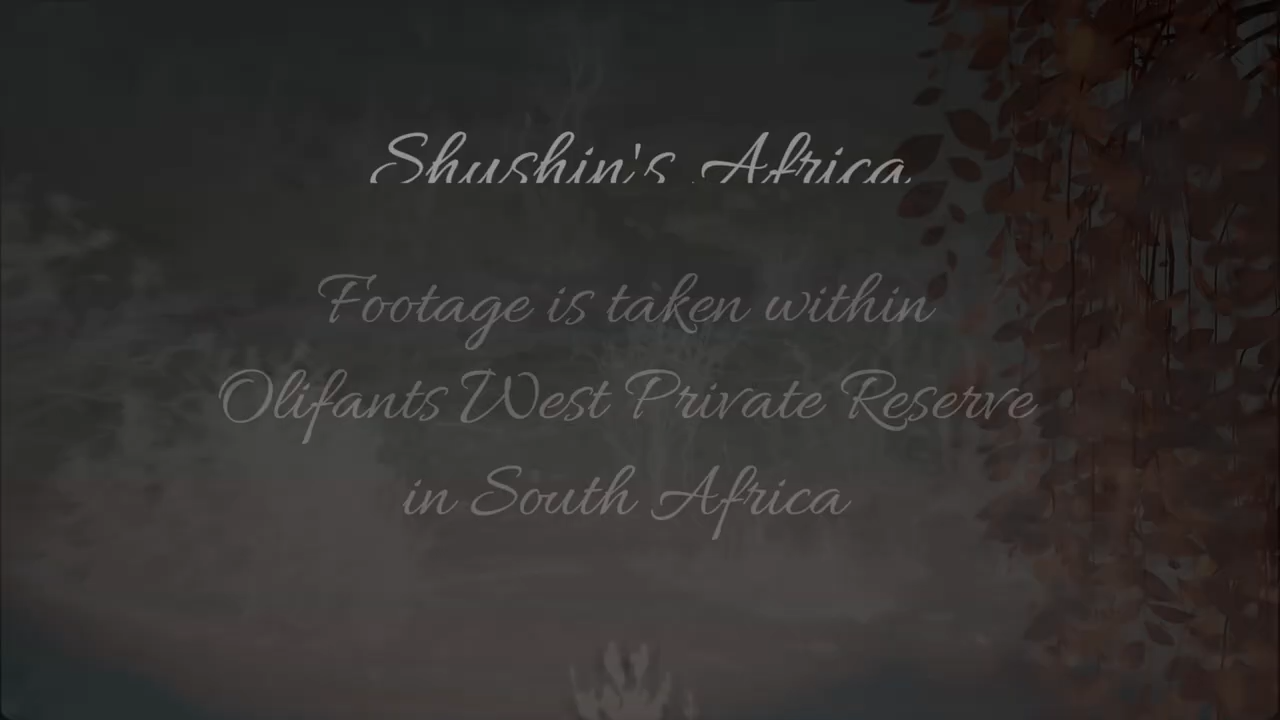 Shushin's Africa
Footage is taken within
Olifants West Private Reserve
in South Africa